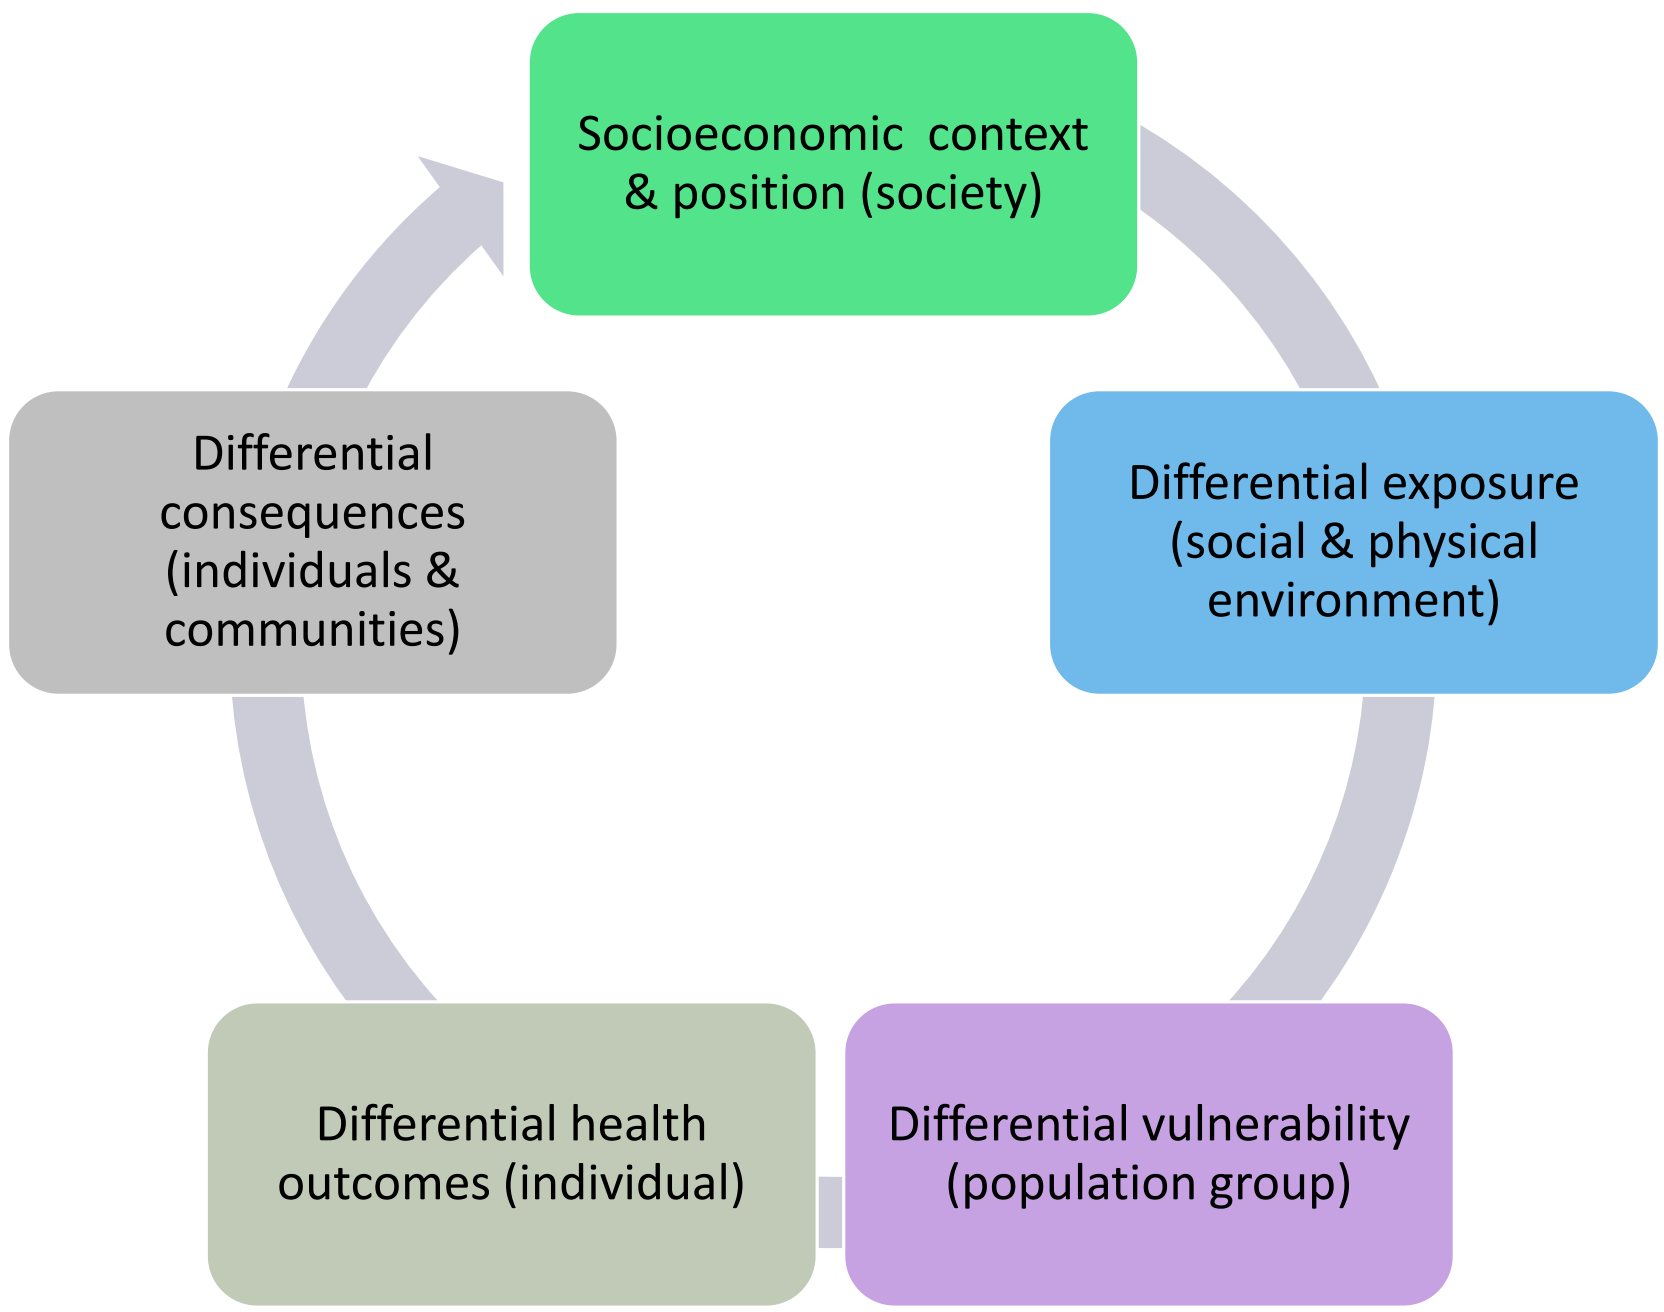 Socioeconomic  context
& position (society)
Differential exposure
(social & physical
environment)
Differential vulnerability
(population group)
Differential health
outcomes (individual)
Differential
consequences
(individuals &
communities)